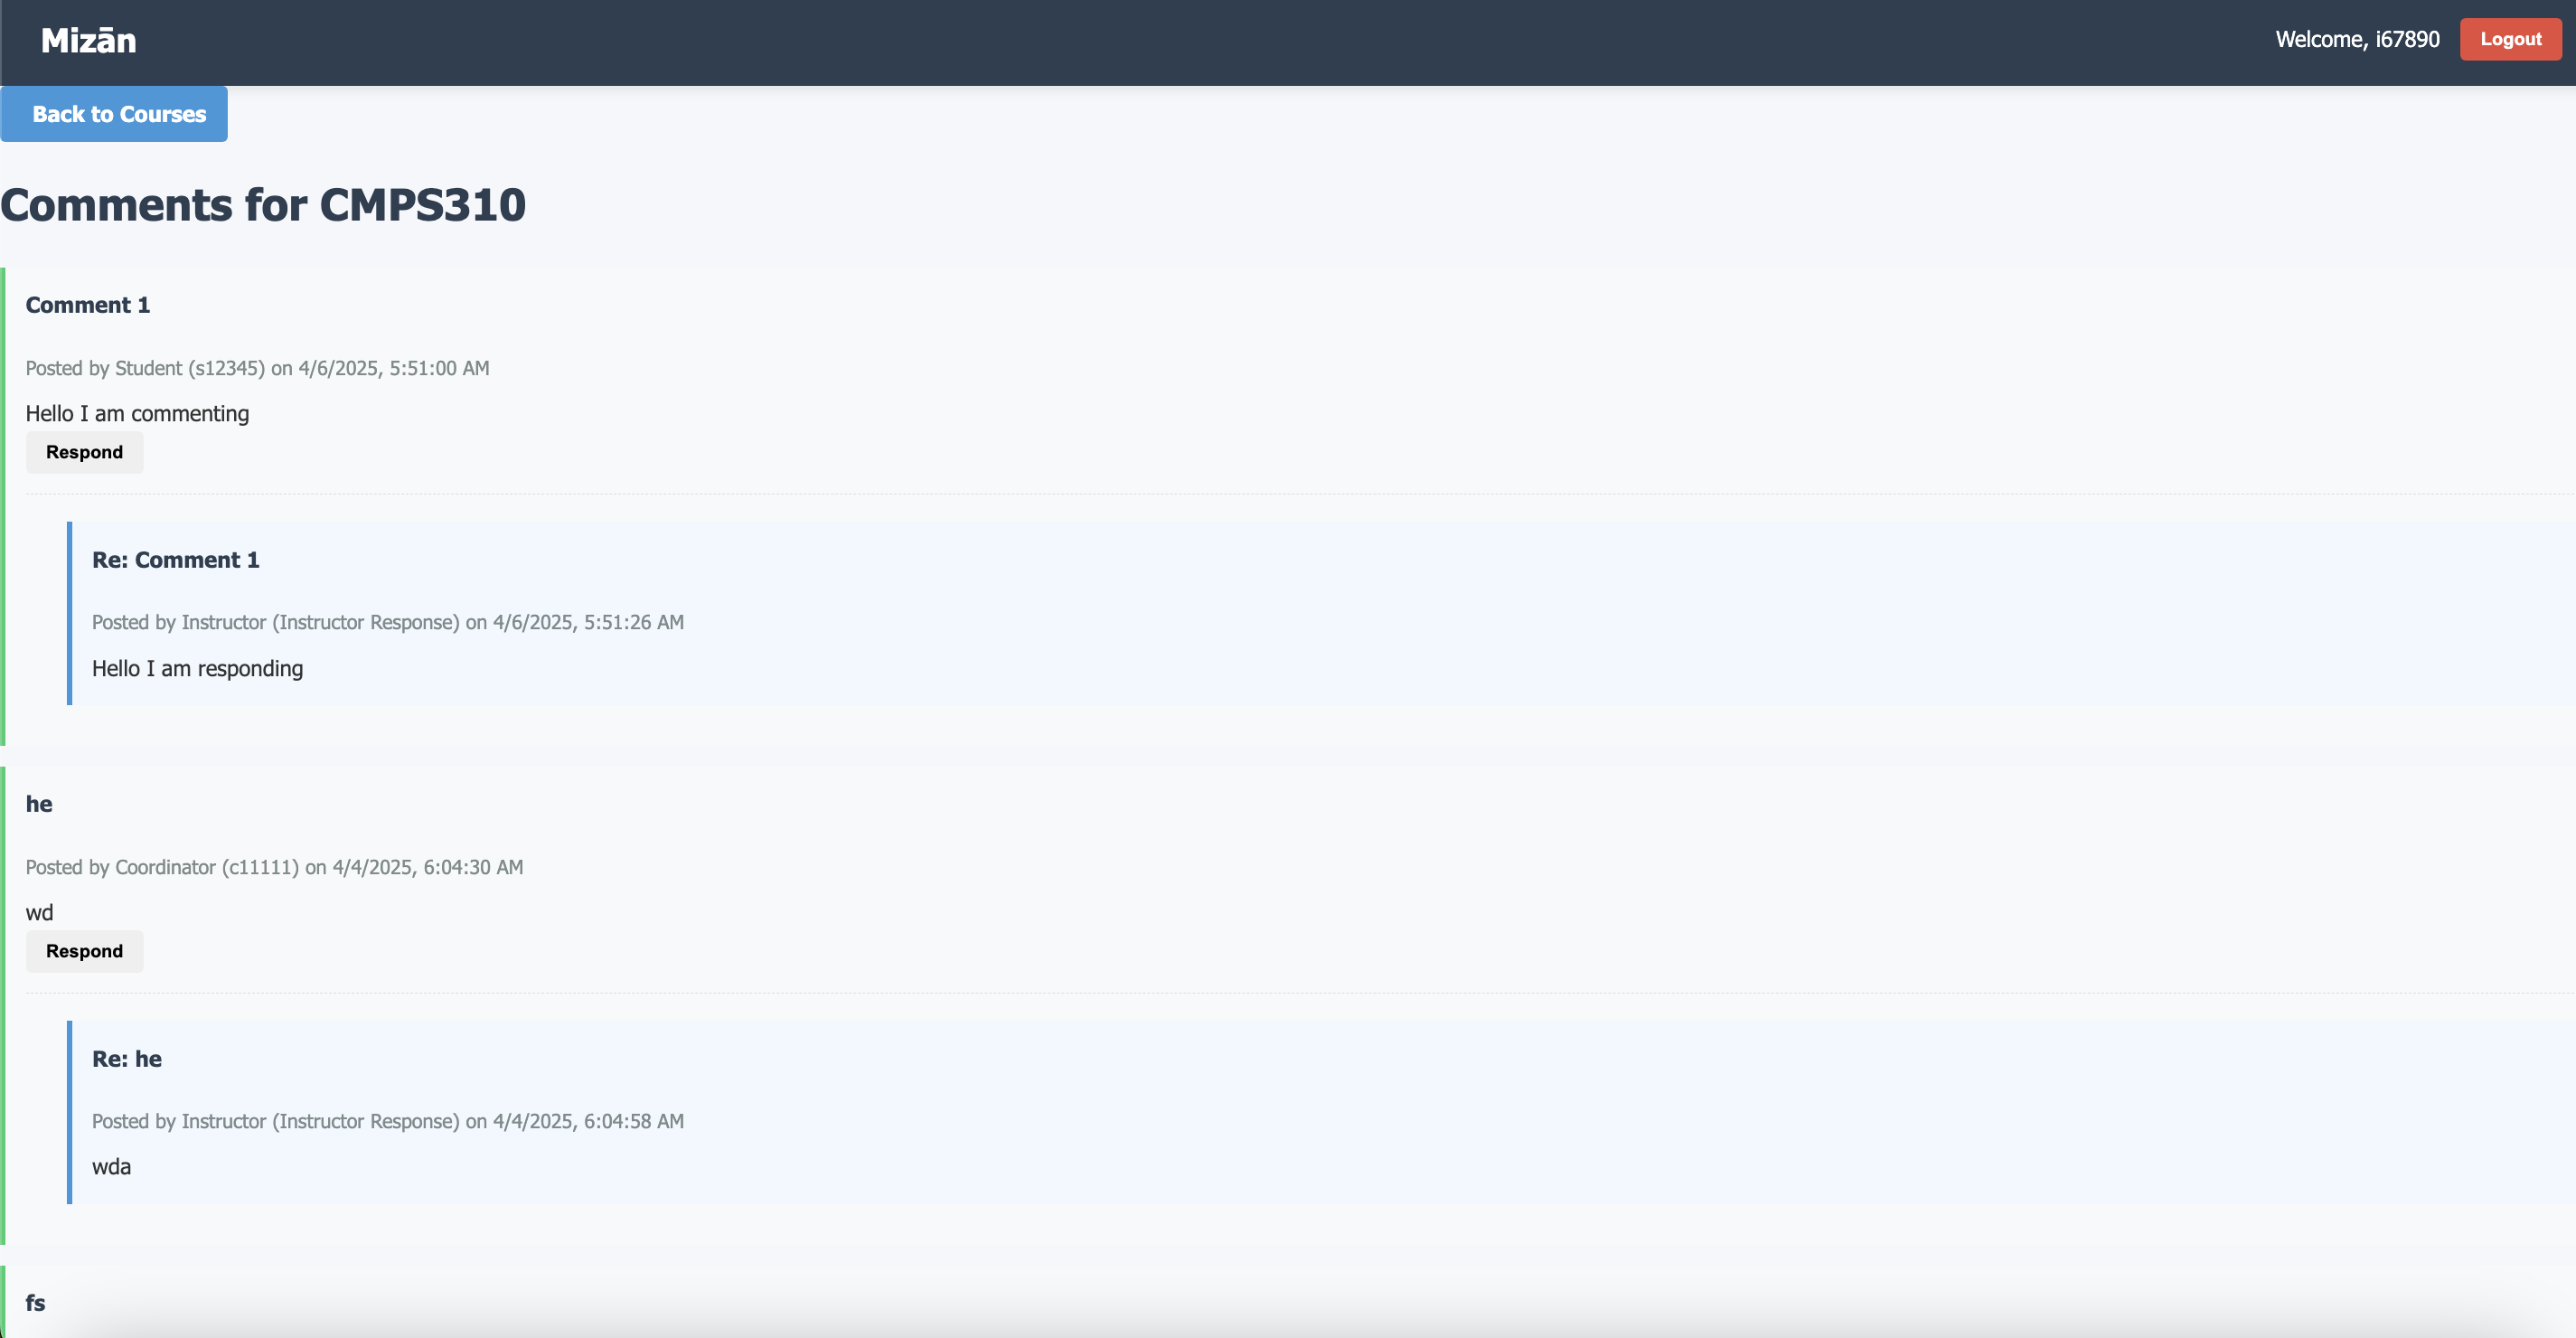 Mizān
Welcome, i67890
Logout
Back to Courses
Comments for CMPS310
Comment 1
Posted by Student (s12345) on 4/6/2025, 5:51:00 AM
Hello I am commenting
Respond
Re: Comment 1
Posted by Instructor (Instructor Response) on 4/6/2025, 5:51:26 AM
Hello I am responding
he
Posted by Coordinator (c11111) on 4/4/2025, 6:04:30 AM
wd
Respond
Re: he
Posted by Instructor (Instructor Response) on 4/4/2025, 6:04:58 AM
wda
fs